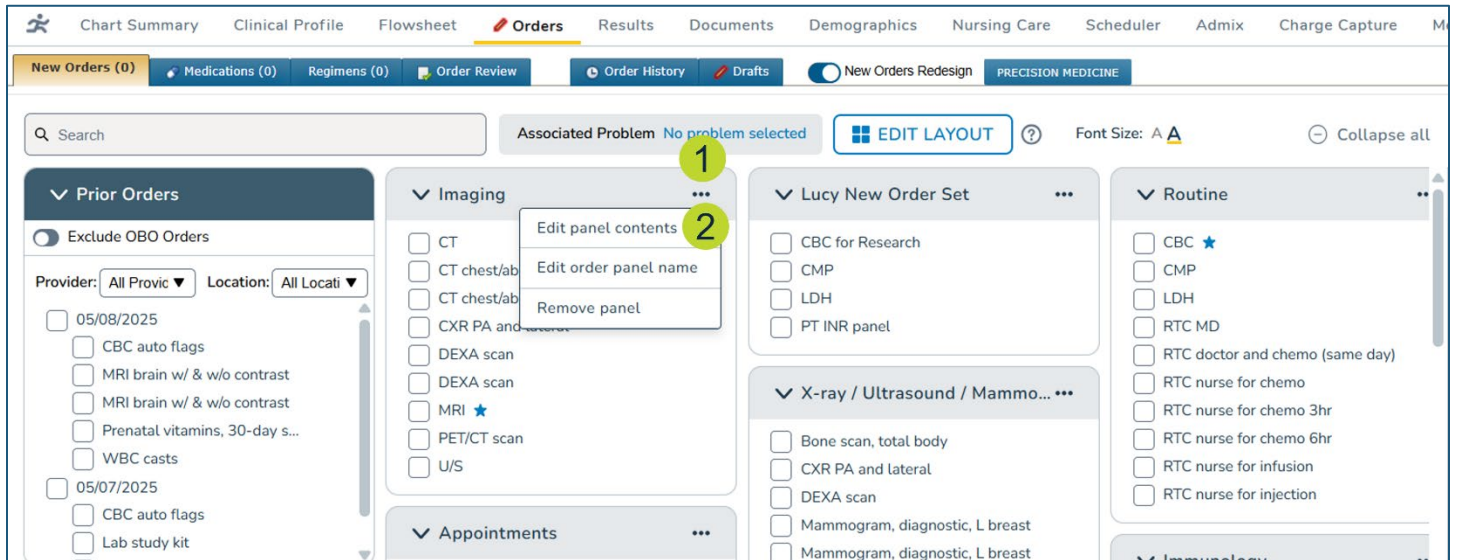 Chart Summary Clinical Profile Flowsheet Orders Results Documents Demographics Nursing Care Scheduler Admix Charge Capture
New Orders (0) Medications (0) Regimens (0) Order Review Order History Drafts New Orders Redesign PRECISION MEDICINE
Search
Associated Problem No problem selected
EDIT LAYOUT ?
Font Size: A A
Collapse all
1
Prior Orders
Exclude OBO Orders
Provider: All Provic Location: All Locati
05/08/2025
CBC auto flags
MRI brain w/ & w/o contrast
MRI brain w/ & w/o contrast
Prenatal vitamins, 30-day s...
WBC casts
05/07/2025
CBC auto flags
Lab study kit
Imaging •••
CT
CT chest/ab
CT chest/ab
CXR PA and lateral
DEXA scan
DEXA scan
MRI
PET/CT scan
U/S
Edit panel contents
2
Edit order panel name
Remove panel
Appointments •••
Lucy New Order Set •••
CBC for Research
CMP
LDH
PT INR panel
X-ray / Ultrasound / Mammo... •••
Bone scan, total body
CXR PA and lateral
DEXA scan
Mammogram, diagnostic, L breast
Mammogram, diagnostic, L breast
Routine
CBC
CMP
LDH
RTC MD
RTC doctor and chemo (same day)
RTC nurse for chemo
RTC nurse for chemo 3hr
RTC nurse for chemo 6hr
RTC nurse for infusion
RTC nurse for injection
Immunology